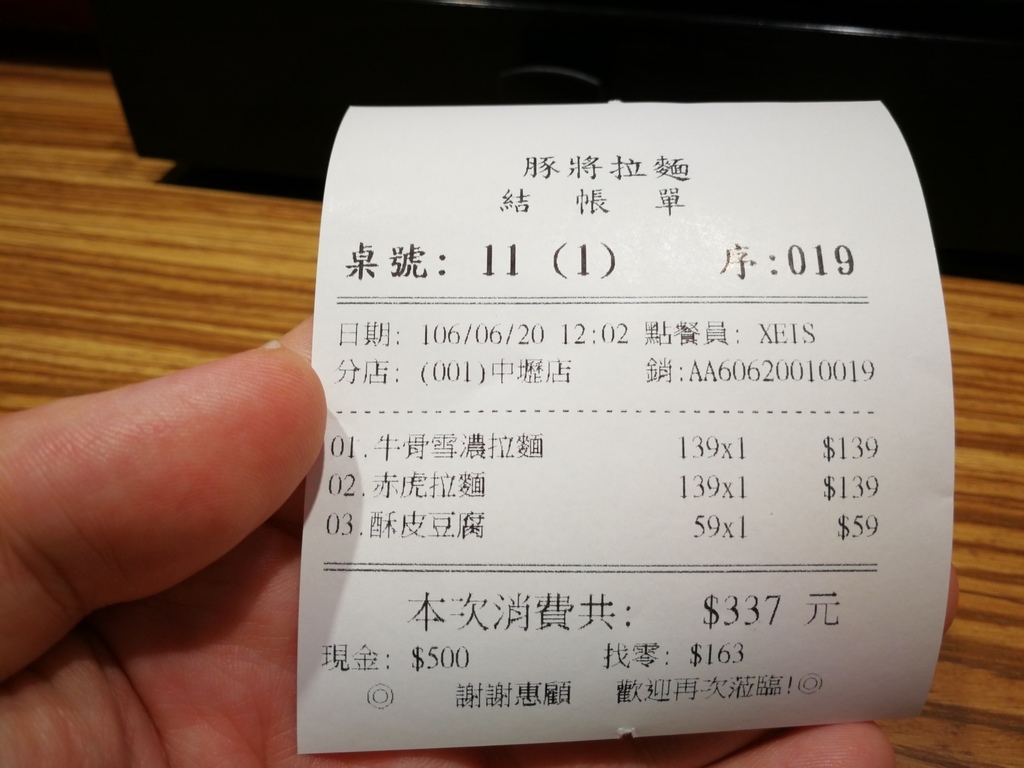 豚將拉麵
結 帳 單
桌號: 11 (1) 序:019
日期: 106/06/20 12:02 點餐員: XEIS
分店: (001)中壢店 銷:AA60620010019
01.牛骨雪濃拉麵 139x1 $139
02.赤虎拉麵 139x1 $139
03.酥皮豆腐 59x1 $59
本次消費共: $337 元
現金: $500 找零: $163
◎ 謝謝惠顧 歡迎再次蒞臨!◎